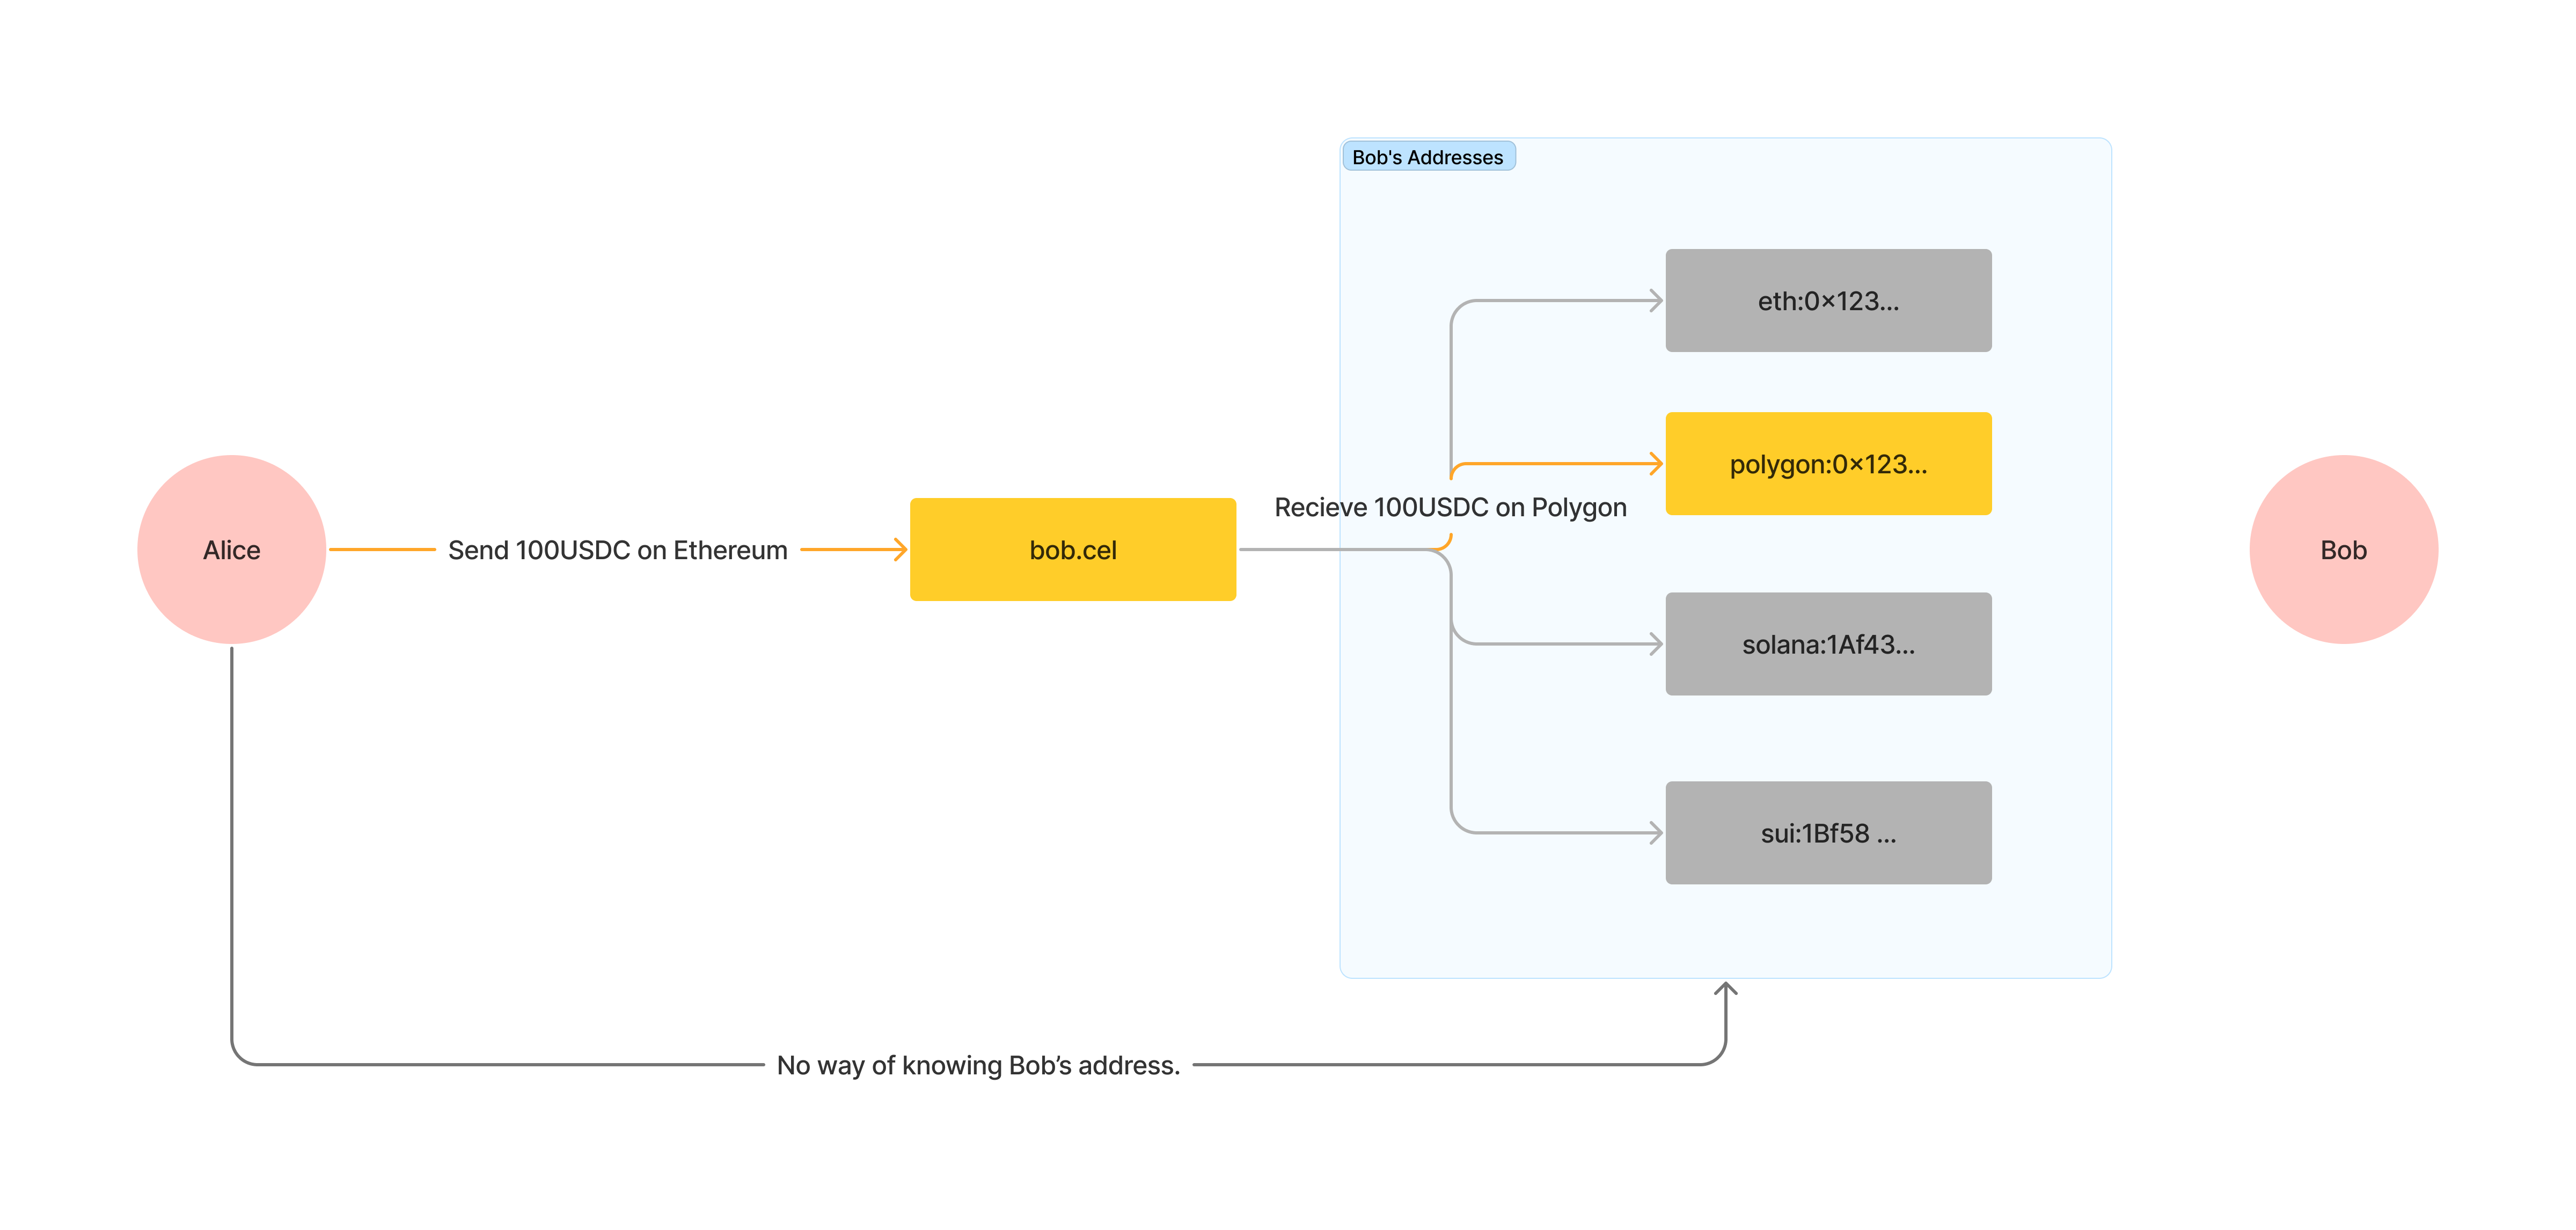 Bob's Addresses
eth:0×123...
polygon:0×123...
Recieve 100USDC on Polygon
Alice
Send 100USDC on Ethereum
bob.cel
Bob
solana:1Af43...
sui:1Bf58 ...
No way of knowing Bob’s address.